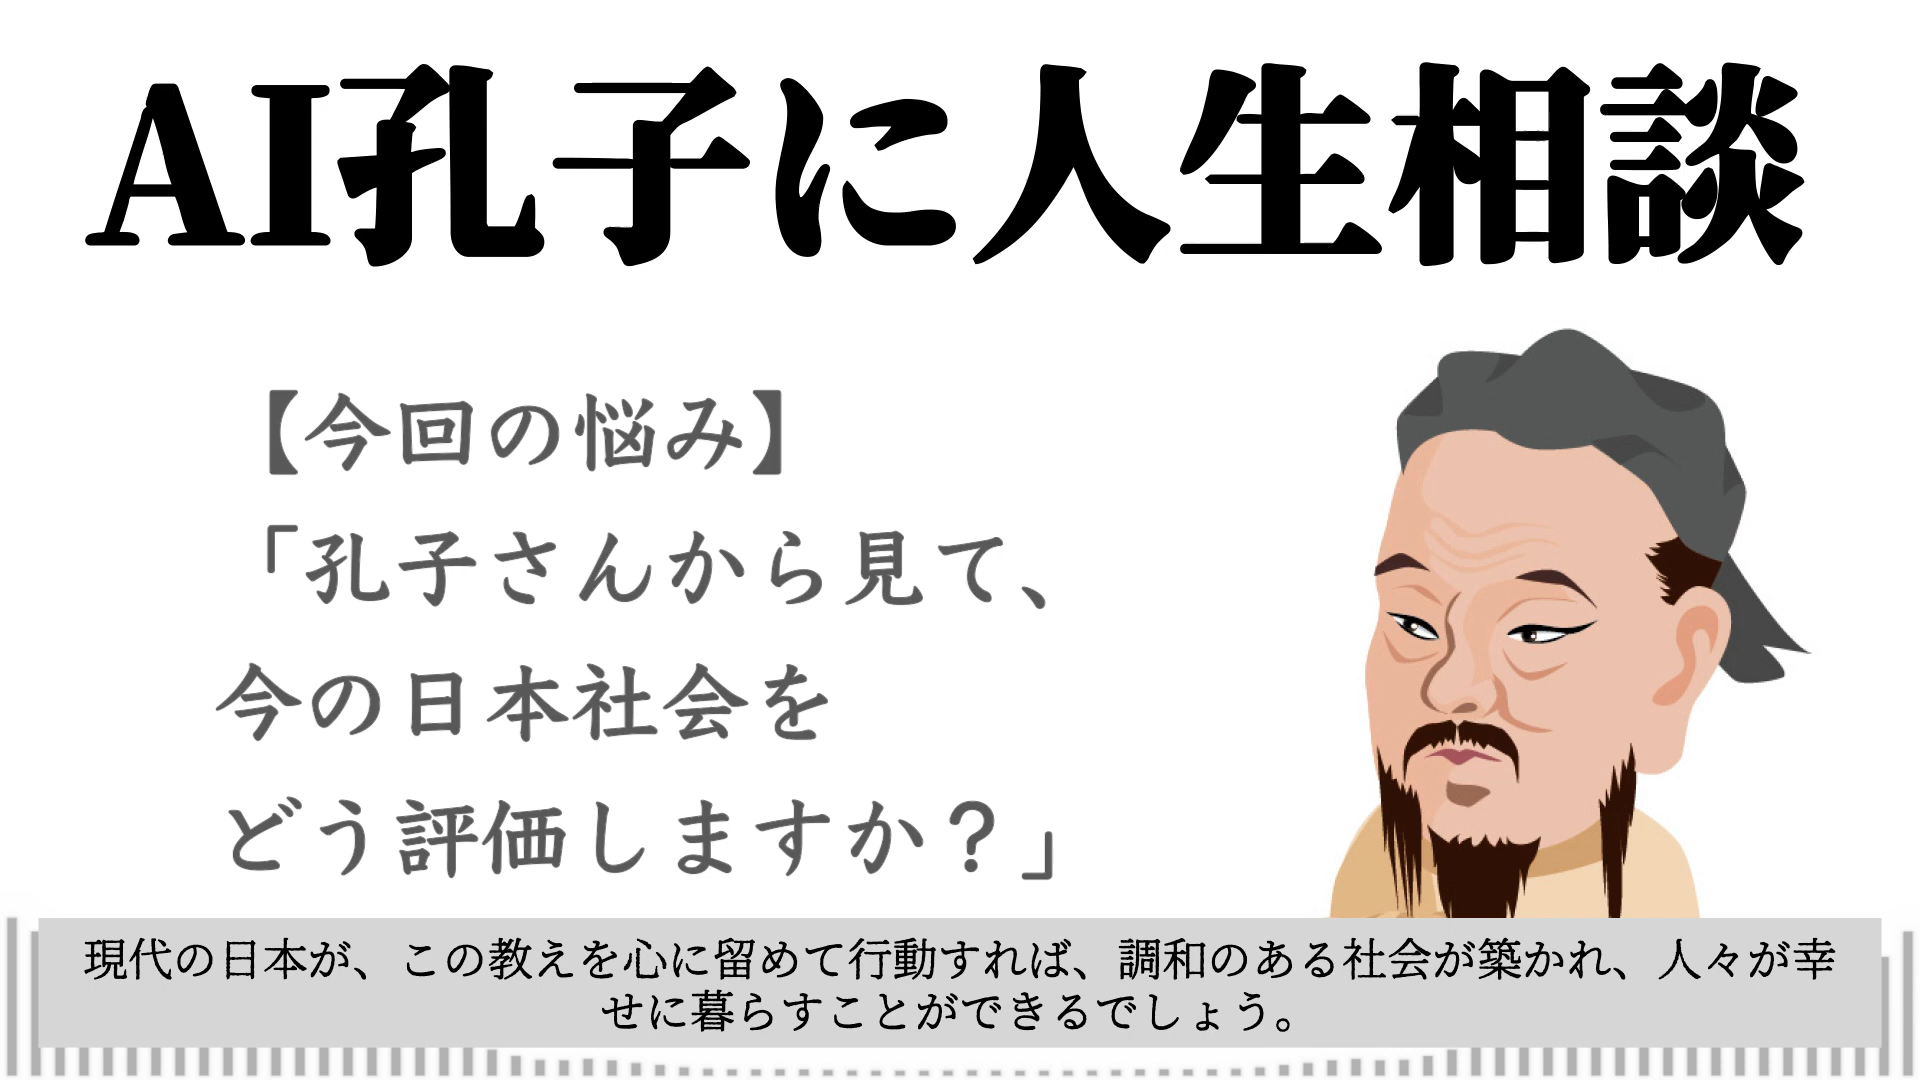 AI孔子に人生相談
【今回の悩み】
「孔子さんから見て、
今の日本社会を
どう評価しますか？」
現代の日本が、この教えを心に留めて行動すれば、調和のある社会が築かれ、人々が幸
せに暮らすことができるでしょう。